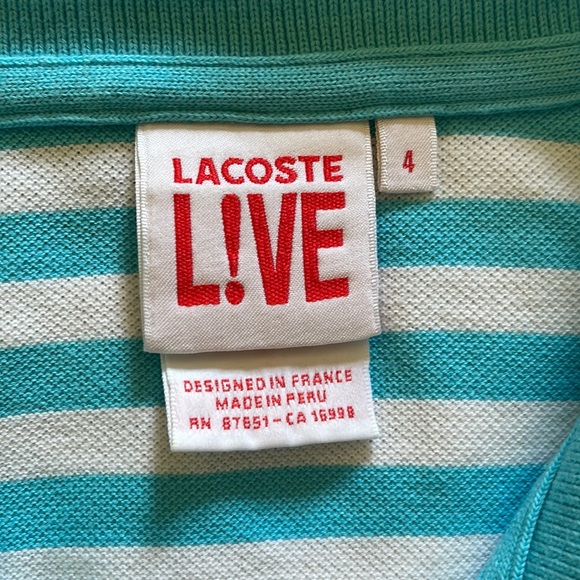 LACOSTE
L!VE
4
DESIGNED IN FRANCE
MADE IN PERU
RN 87651-CA 16998